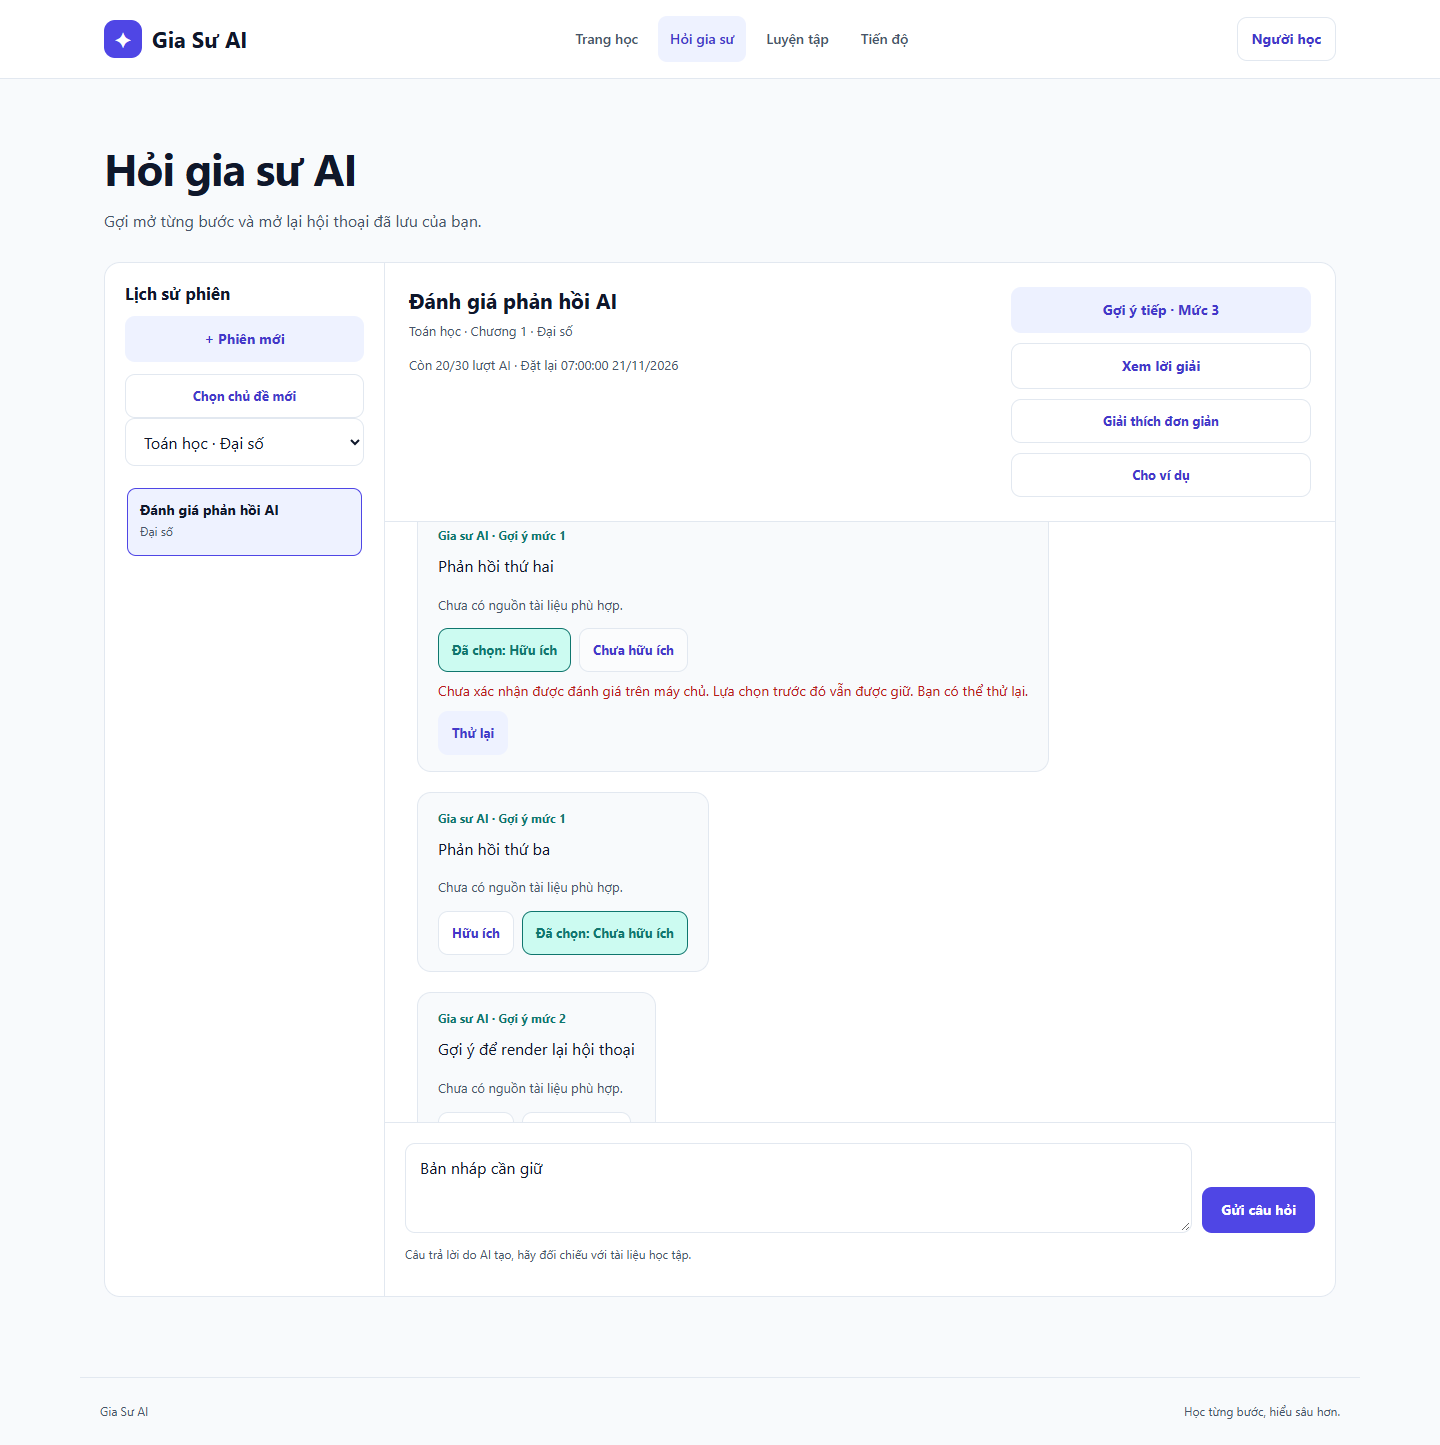 Gia Sư AI
Trang học
Hỏi gia sư
Luyện tập
Tiến độ
Người học
Hỏi gia sư AI
Gợi mở từng bước và mở lại hội thoại đã lưu của bạn.
Lịch sử phiên
+ Phiên mới
Chọn chủ đề mới
Toán học · Đại số
Đánh giá phản hồi AI
Đại số
Đánh giá phản hồi AI
Toán học · Chương 1 · Đại số
Còn 20/30 lượt AI · Đặt lại 07:00:00 21/11/2026
Gợi ý tiếp · Mức 3
Xem lời giải
Giải thích đơn giản
Cho ví dụ
Gia sư AI · Gợi ý mức 1
Phản hồi thứ hai
Chưa có nguồn tài liệu phù hợp.
Đã chọn: Hữu ích
Chưa hữu ích
Chưa xác nhận được đánh giá trên máy chủ. Lựa chọn trước đó vẫn được giữ. Bạn có thể thử lại.
Thử lại
Gia sư AI · Gợi ý mức 1
Phản hồi thứ ba
Chưa có nguồn tài liệu phù hợp.
Hữu ích
Đã chọn: Chưa hữu ích
Gia sư AI · Gợi ý mức 2
Gợi ý để render lại hội thoại
Chưa có nguồn tài liệu phù hợp.
Bản nháp cần giữ
Gửi câu hỏi
Câu trả lời do AI tạo, hãy đối chiếu với tài liệu học tập.
Gia Sư AI
Học từng bước, hiểu sâu hơn.